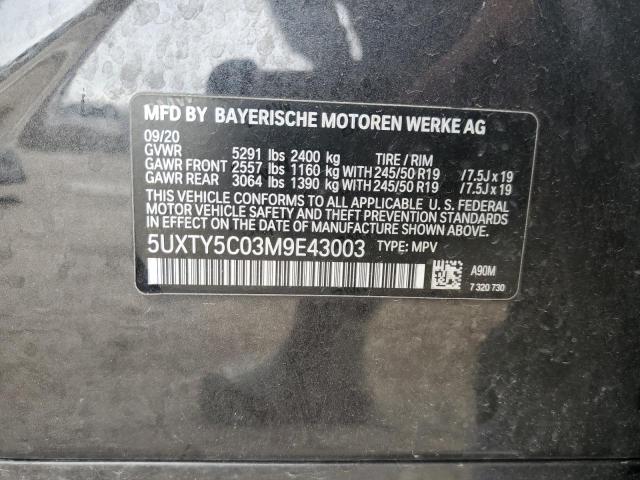 MFD BY BAYERISCHE MOTOREN WERKE AG
09/20
GVWR 5291 lbs 2400 kg TIRE / RIM
GAWR FRONT 2557 lbs 1160 kg WITH 245/50 R19 /7.5J x 19
GAWR REAR 3064 lbs 1390 kg WITH 245/50 R19 /7.5J x 19
THIS VEHICLE CONFORMS TO ALL APPLICABLE U. S. FEDERAL
MOTOR VEHICLE SAFETY AND THEFT PREVENTION STANDARDS
IN EFFECT ON THE DATE OF MANUFACTURE SHOWN ABOVE.
5UXTY5C03M9E43003 TYPE: MPV
A90M
7 320 730